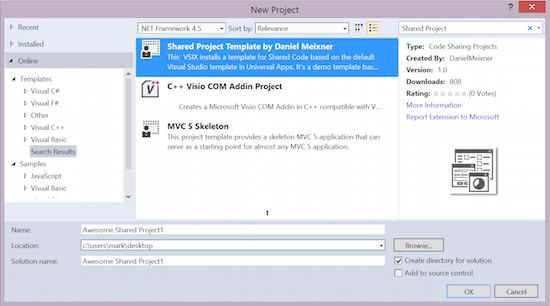 New Project
Recent
Installed
Online
Templates
Visual C#
Visual F#
Other
Visual C++
Visual Basic
Search Results
Samples
JavaScript
Visual Basic
.NET Framework 4.5
Sort by: Relevance
Shared Project Template by Daniel Meixner
This VSIX installs a template for Shared Code based on the default
Visual Studio template in Universal Apps. It's a demo template bas...
C++ Visio COM Addin Project
Creates a Microsoft Visio COM Addin in C++ compatible with V...
MVC 5 Skeleton
This project template provides a skeleton MVC 5 application that can
serve as a starting point for almost any MVC 5 application.
1
Shared Project
Type: Code Sharing Projects
Created By: DanielMeixner
Version: 1.0
Downloads: 808
Rating: ☆☆☆☆☆ (0 Votes)
More Information
Report Extension to Microsoft
Name: Awesome Shared Project1
Location: c:\users\mark\desktop
Browse...
Solution name: Awesome Shared Project1
Create directory for solution
Add to source control
OK
Cancel